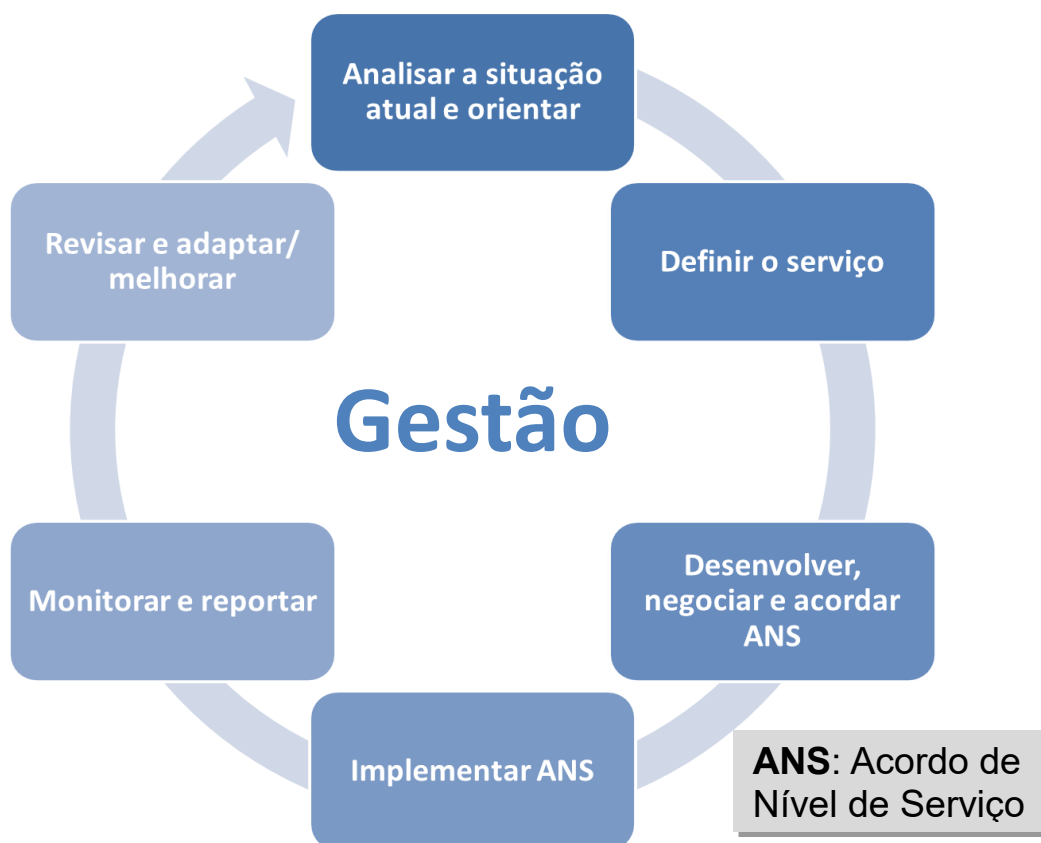 Analisar a situação
atual e orientar
Definir o serviço
Desenvolver,
negociar e acordar
ANS
Implementar ANS
Monitorar e reportar
Revisar e adaptar/
melhorar
Gestão
ANS: Acordo de
Nível de Serviço